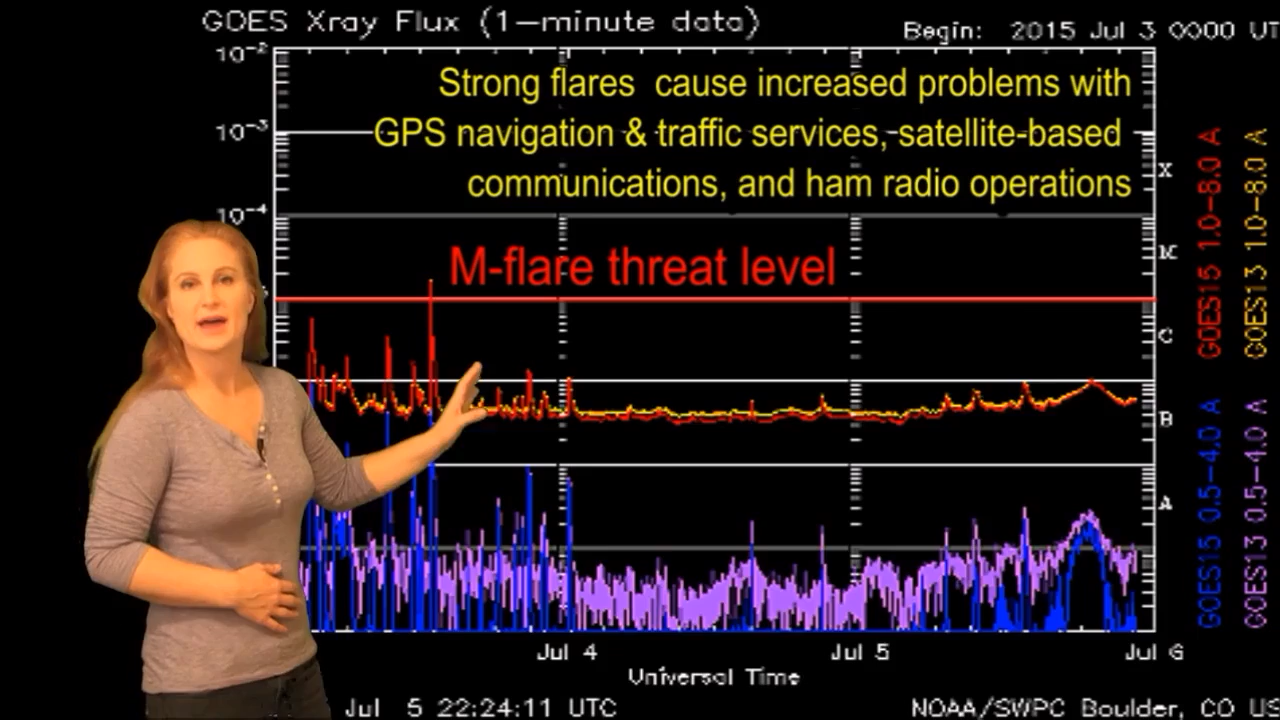 GOES Xray Flux (1-minute data)
Begin: 2015 Jul 3 0000 UT
10-2
Strong flares cause increased problems with
10-3
GPS navigation & traffic services, satellite-based
X
communications, and ham radio operations
10-4
M-flare threat level
M
C
B
A
GOES15 1.0-8.0 A
GOES13 1.0-8.0 A
GOES15 0.5-4.0 A
GOES13 0.5-4.0 A
Jul 4
Jul 5
Jul 6
Universal Time
Jul 5 22:24:11 UTC
NOAA/SWPC Boulder, CO US